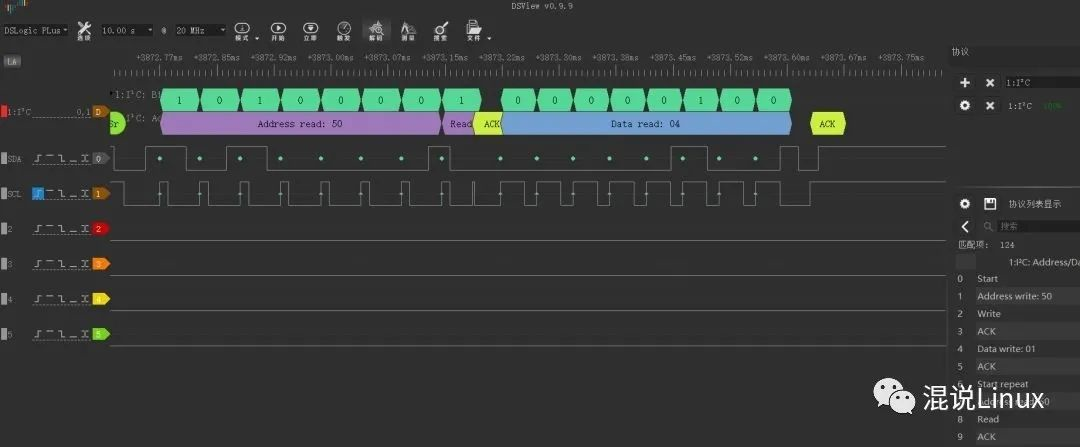 DSView v0.9.9
DSLogic PLus 选项 10.00 s @ 20 MHz 模式 开始 立即 触发 解码 测量 搜索 文件
LA
+3872.77ms +3872.85ms +3872.92ms +3873.00ms +3873.07ms +3873.15ms +3873.22ms +3873.30ms +3873.38ms +3873.45ms +3873.53ms +3873.60ms +3873.67ms +3873.75ms
协议
1:I²C
1:I²C 100%
1:I²C: B
1 0 1 0 0 0 0 1 0 0 0 0 0 1 0 0
1:I²C 0,1 D
I²C: A
Sr Address read: 50 Read ACK Data read: 04 ACK
SDA 0
SCL 1
2 2
3 3
4 4
5 5
协议列表显示
搜索
匹配项: 124
1:I²C: Address/Da
0 Start
1 Address write: 50
2 Write
3 ACK
4 Data write: 01
5 ACK
6 Start repeat
8 Read
9 ACK
混说Linux